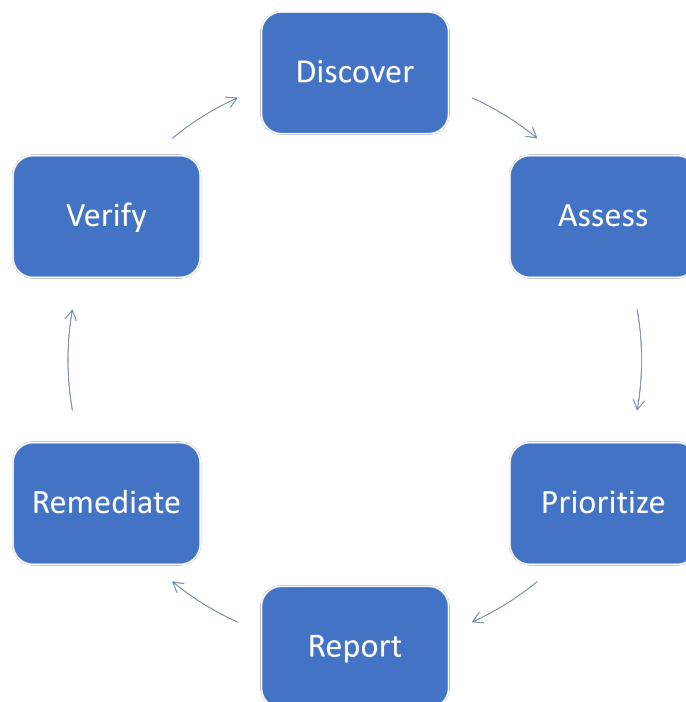 Discover
Assess
Prioritize
Report
Remediate
Verify